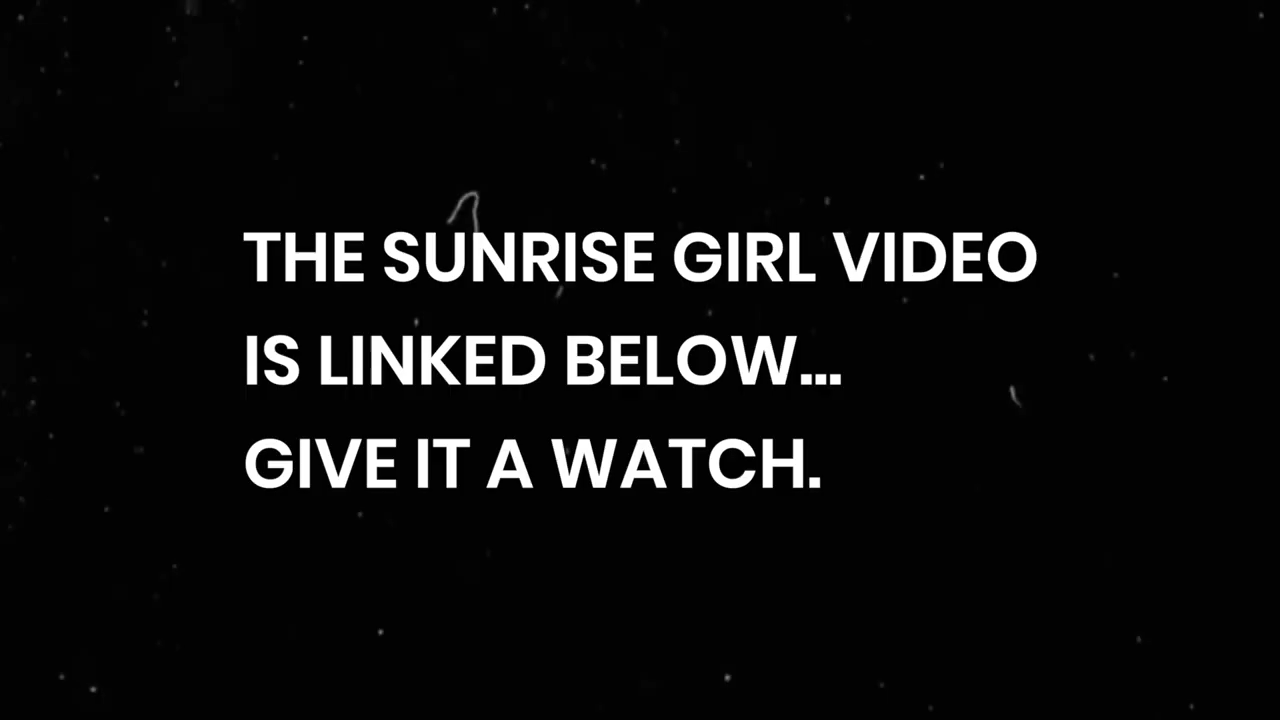 THE SUNRISE GIRL VIDEO
IS LINKED BELOW...
GIVE IT A WATCH.